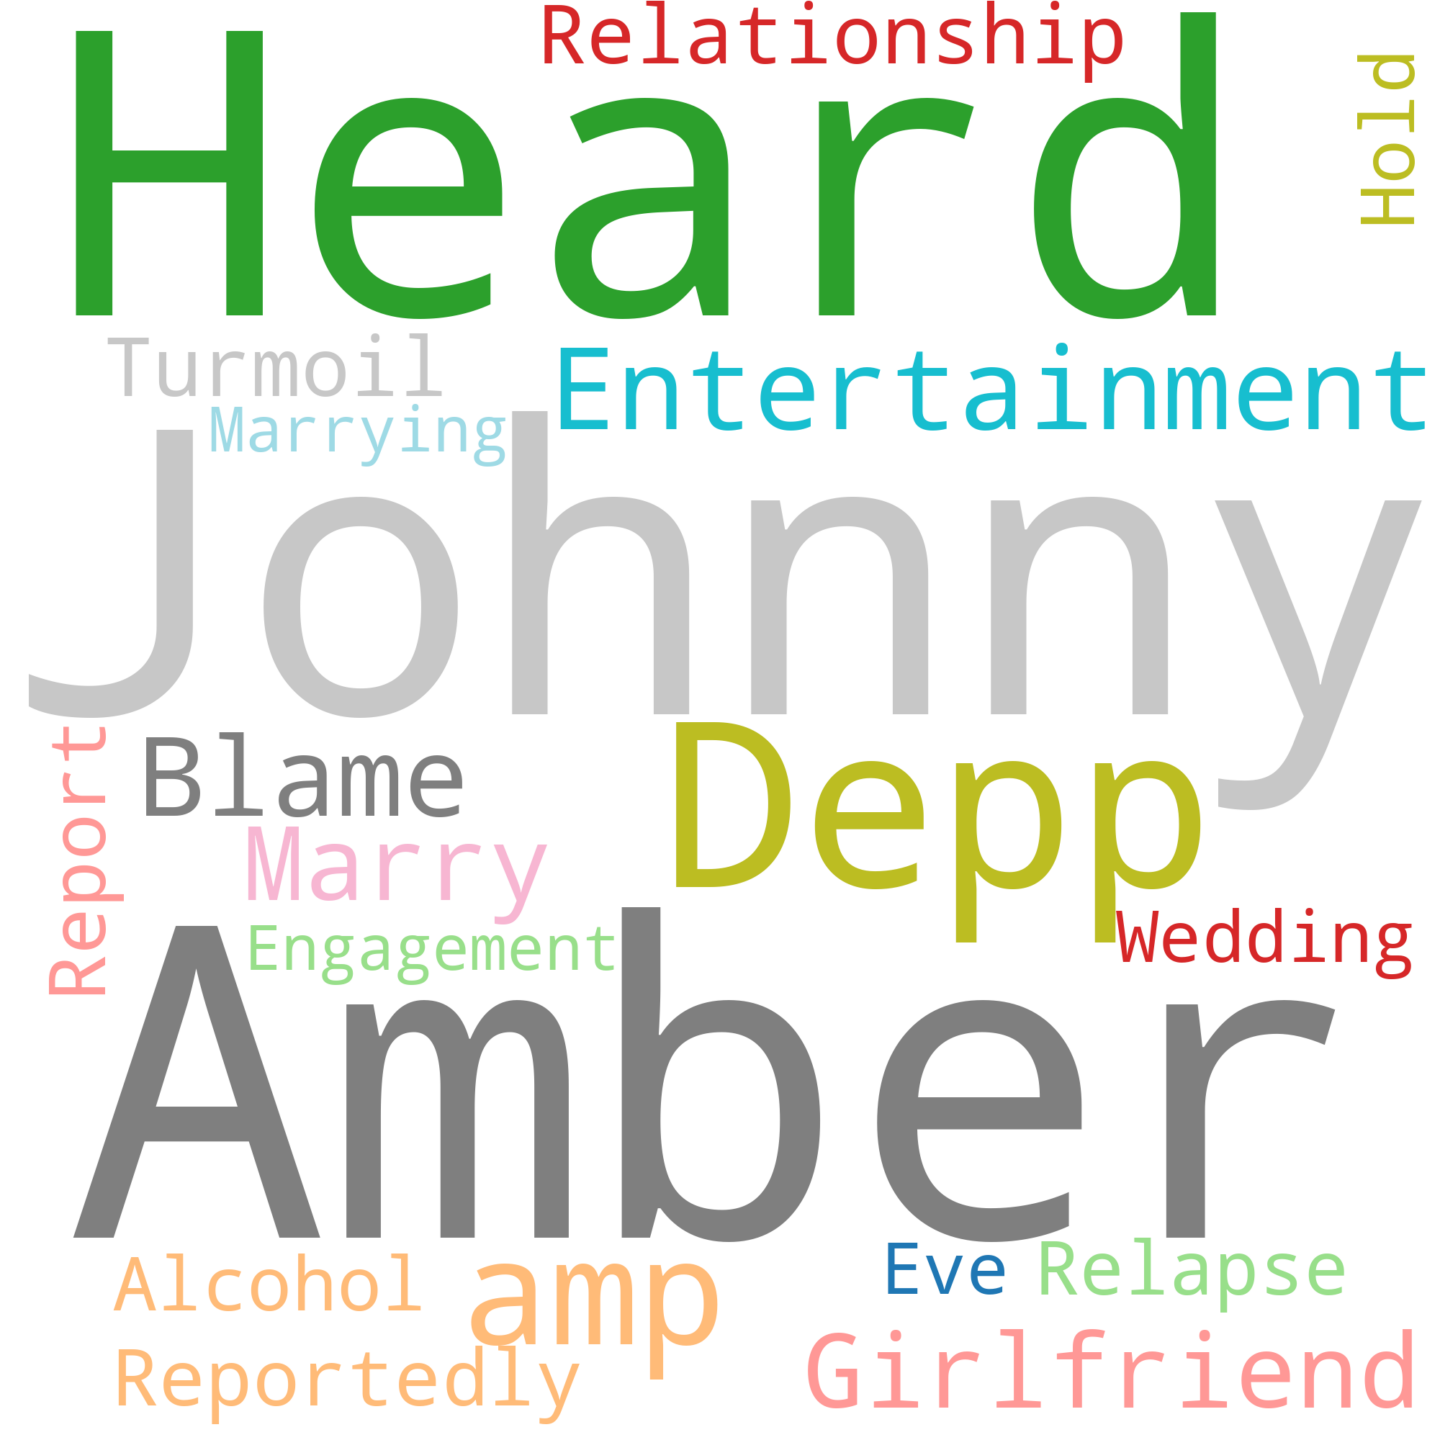 Relationship
Heard
Hold
Turmoil
Entertainment
Marrying
Johnny
Report
Blame
Depp
Marry
Engagement
Wedding
Amber
Alcohol
amp
Eve
Relapse
Reportedly
Girlfriend